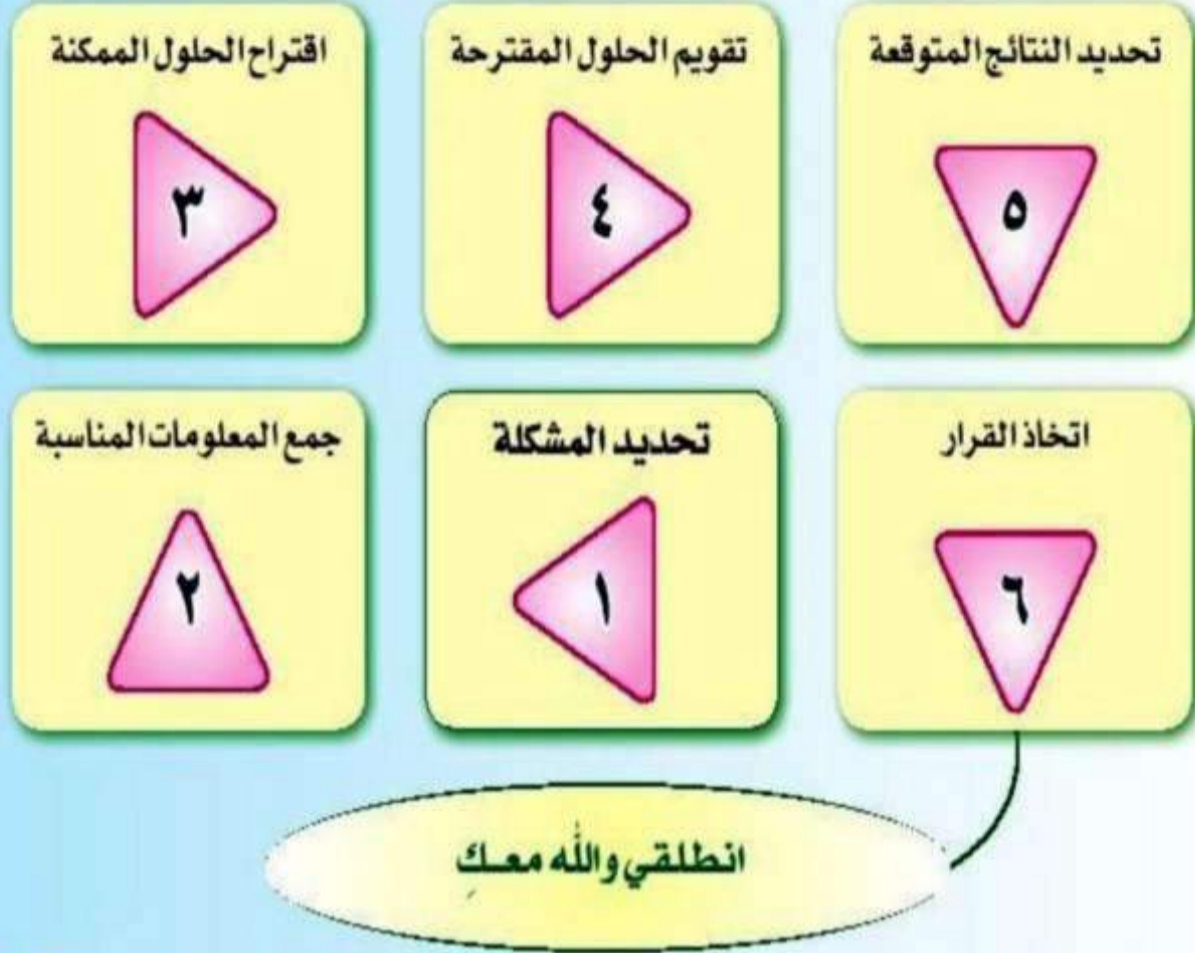 تحديد النتائج المتوقعة
٥
تقويم الحلول المقترحة
٤
اقتراح الحلول الممكنة
٣
اتخاذ القرار
٦
تحديد المشكلة
١
جمع المعلومات المناسبة
٢
انطلقي والله معكِ